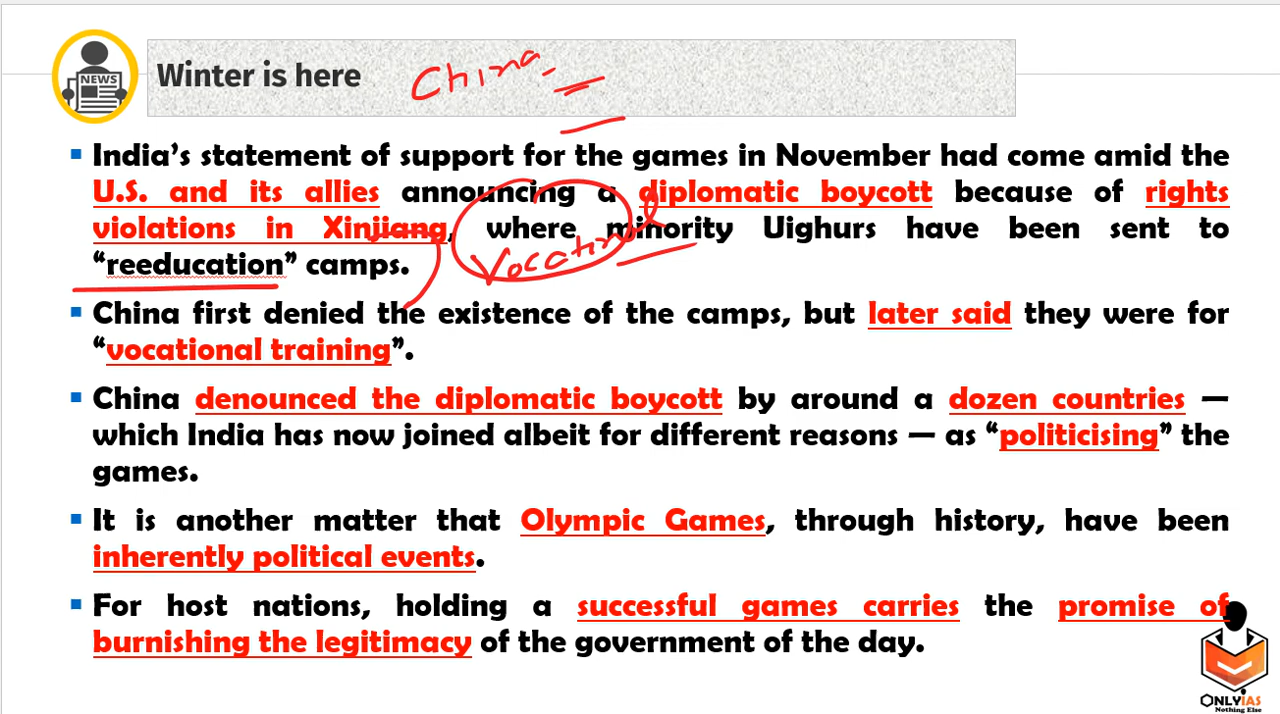 NEWS
Winter is here China
India's statement of support for the games in November had come amid the
U.S. and its allies announcing a diplomatic boycott because of rights
violations in Xinjiang, where minority Uighurs have been sent to
"reeducation" camps.
Vocational
China first denied the existence of the camps, but later said they were for
"vocational training".
China denounced the diplomatic boycott by around a dozen countries —
which India has now joined albeit for different reasons — as "politicising" the
games.
It is another matter that Olympic Games, through history, have been
inherently political events.
For host nations, holding a successful games carries the promise of
burnishing the legitimacy of the government of the day.
ONLYIAS
Nothing Else